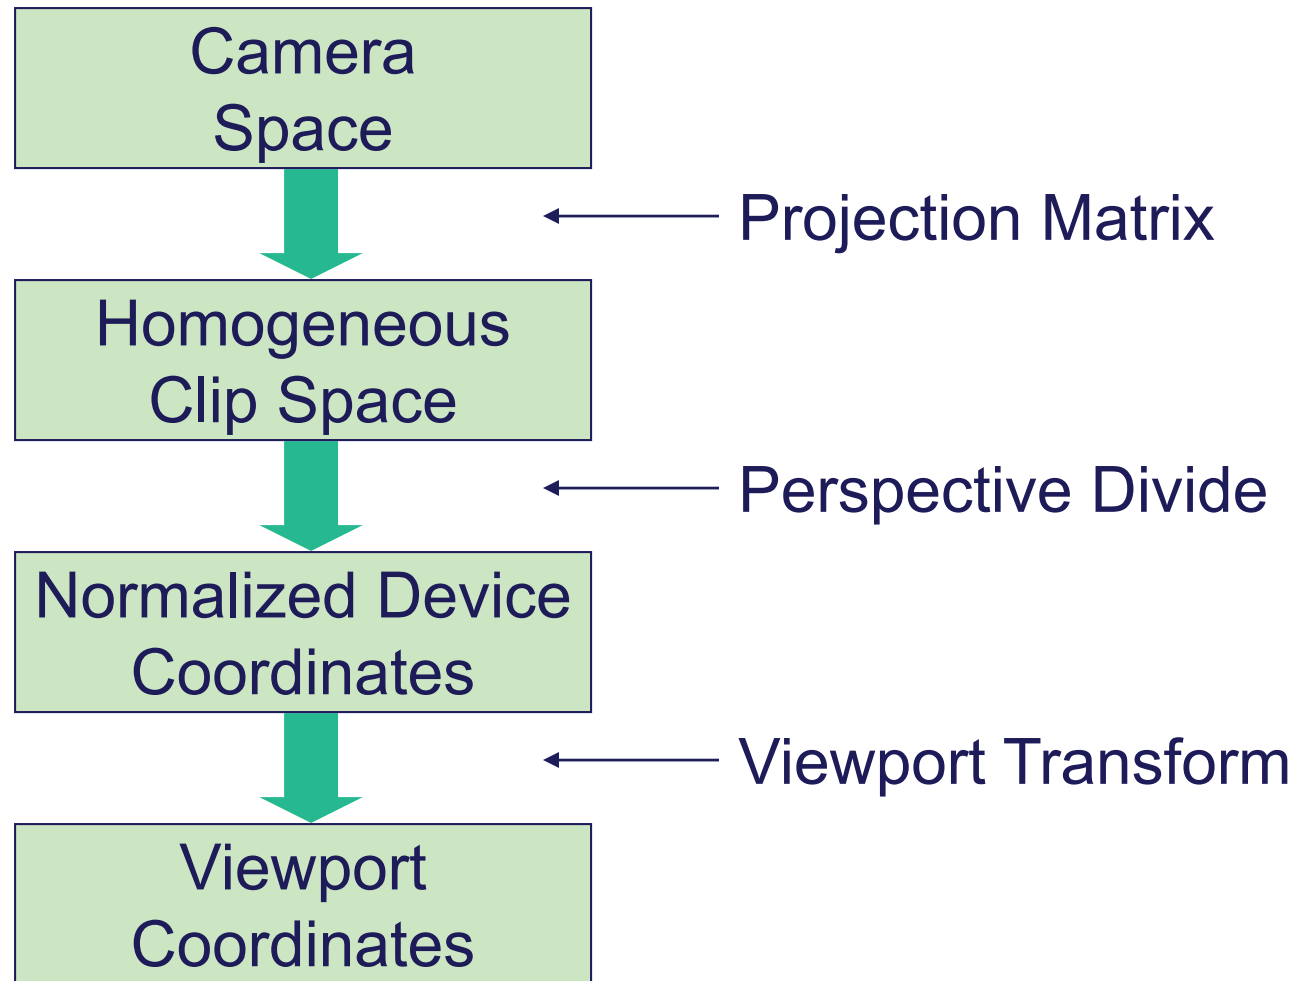 Camera
Space
Projection Matrix
Homogeneous
Clip Space
Perspective Divide
Normalized Device
Coordinates
Viewport Transform
Viewport
Coordinates